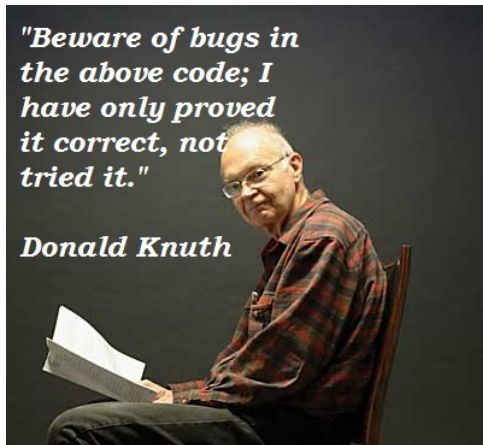 "Beware of bugs in
the above code; I
have only proved
it correct, not
tried it."
Donald Knuth